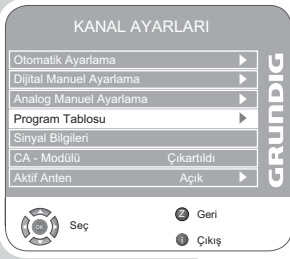 KANAL AYARLARI
Otomatik Ayarlama
Dijital Manuel Ayarlama
Analog Manuel Ayarlama
Program Tablosu
Sinyal Bilgileri
CA - Modülü Çıkartıldı
Aktif Anten Açık
GRUNDIG
OK Seç
Z Geri
i Çıkış